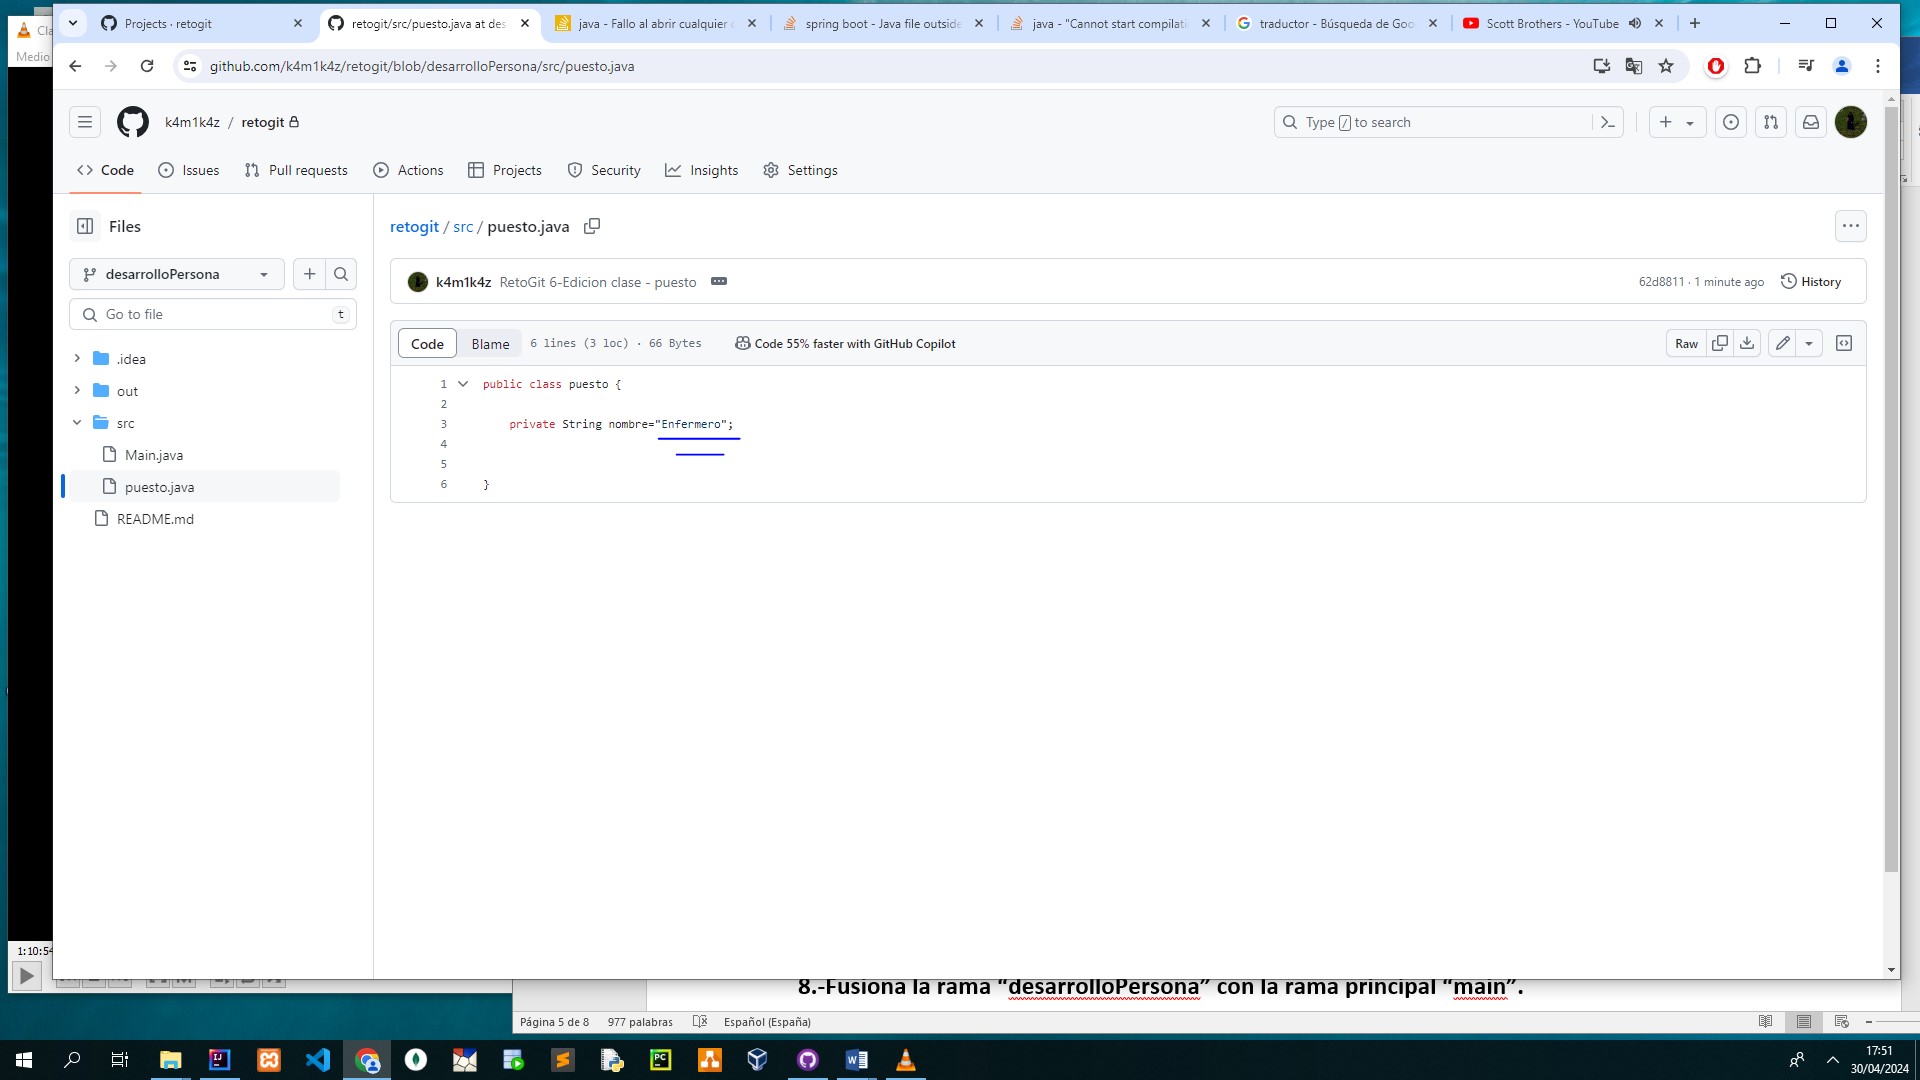 Cla
Projects · retogit
retogit/src/puesto.java at des
java - Fallo al abrir cualquier
spring boot - Java file outside
java - "Cannot start compilati
traductor - Búsqueda de Goo
Scott Brothers - YouTube
Medio
github.com/k4m1k4z/retogit/blob/desarrolloPersona/src/puesto.java
k4m1k4z / retogit
Type / to search
Code
Issues
Pull requests
Actions
Projects
Security
Insights
Settings
Files
retogit / src / puesto.java
desarrolloPersona
k4m1k4z RetoGit 6-Edicion clase - puesto
62d8811 · 1 minute ago
History
Go to file
t
Code
Blame
6 lines (3 loc) · 66 Bytes
Code 55% faster with GitHub Copilot
Raw
.idea
out
src
Main.java
puesto.java
README.md
1 public class puesto {
2
3 private String nombre="Enfermero";
4
5
6 }
1:10:54
8.-Fusiona la rama “desarrolloPersona” con la rama principal “main”.
Página 5 de 8
977 palabras
Español (España)
17:51
30/04/2024